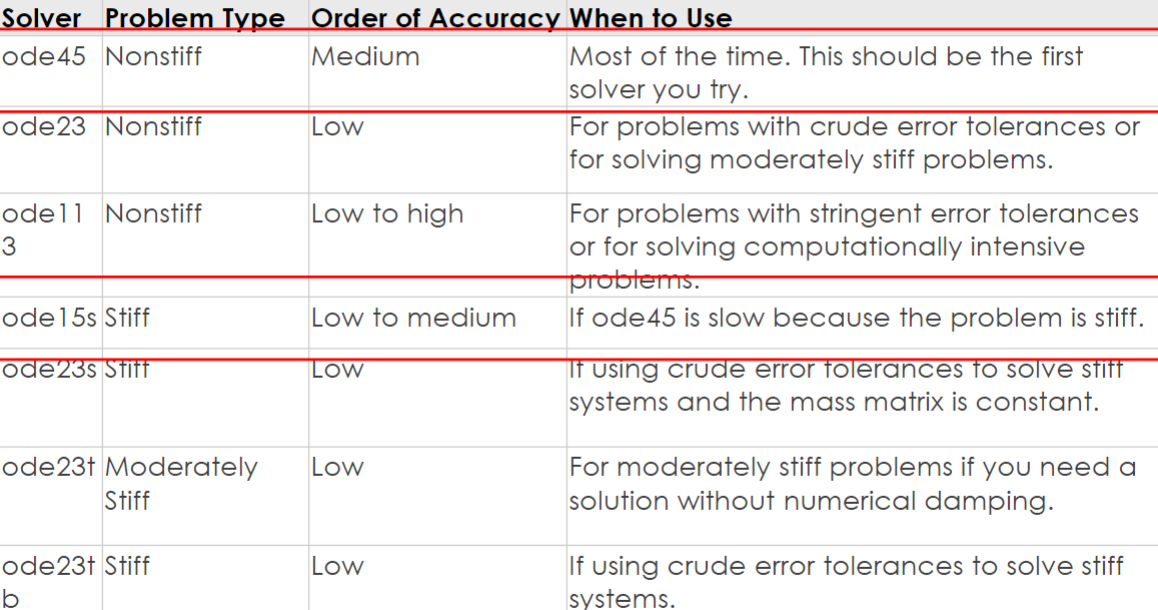 Solver Problem Type Order of Accuracy When to Use
ode45 Nonstiff Medium Most of the time. This should be the first
solver you try.
ode23 Nonstiff Low For problems with crude error tolerances or
for solving moderately stiff problems.
ode11 Nonstiff Low to high For problems with stringent error tolerances
3 or for solving computationally intensive
problems.
ode15s Stiff Low to medium If ode45 is slow because the problem is stiff.
ode23s Stiff Low If using crude error tolerances to solve stiff
systems and the mass matrix is constant.
ode23t Moderately Low For moderately stiff problems if you need a
Stiff solution without numerical damping.
ode23t Stiff Low If using crude error tolerances to solve stiff
b systems.